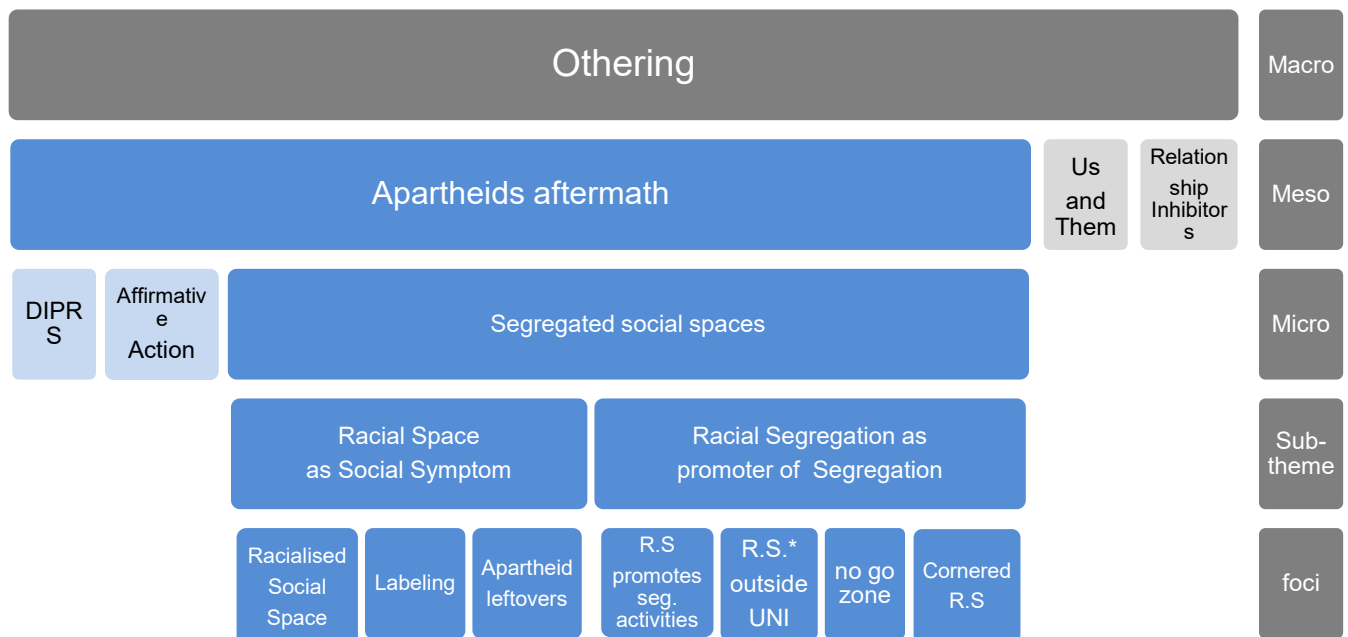 Othering
Macro
Apartheids aftermath
Us
and
Them
Relation
ship
Inhibitor
s
Meso
DIPR
S
Affirmativ
e
Action
Segregated social spaces
Micro
Racial Space
as Social Symptom
Racial Segregation as
promoter of Segregation
Sub-
theme
Racialised
Social
Space
Labeling
Apartheid
leftovers
R.S
promotes
seg.
activities
R.S.*
outside
UNI
no go
zone
Cornered
R.S
foci